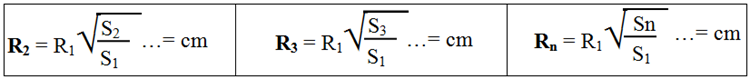 R₂ = R₁ √(S₂/S₁) …= cm
R₃ = R₁ √(S₃/S₁) …= cm
Rₙ = R₁ √(Sn/S₁) …= cm